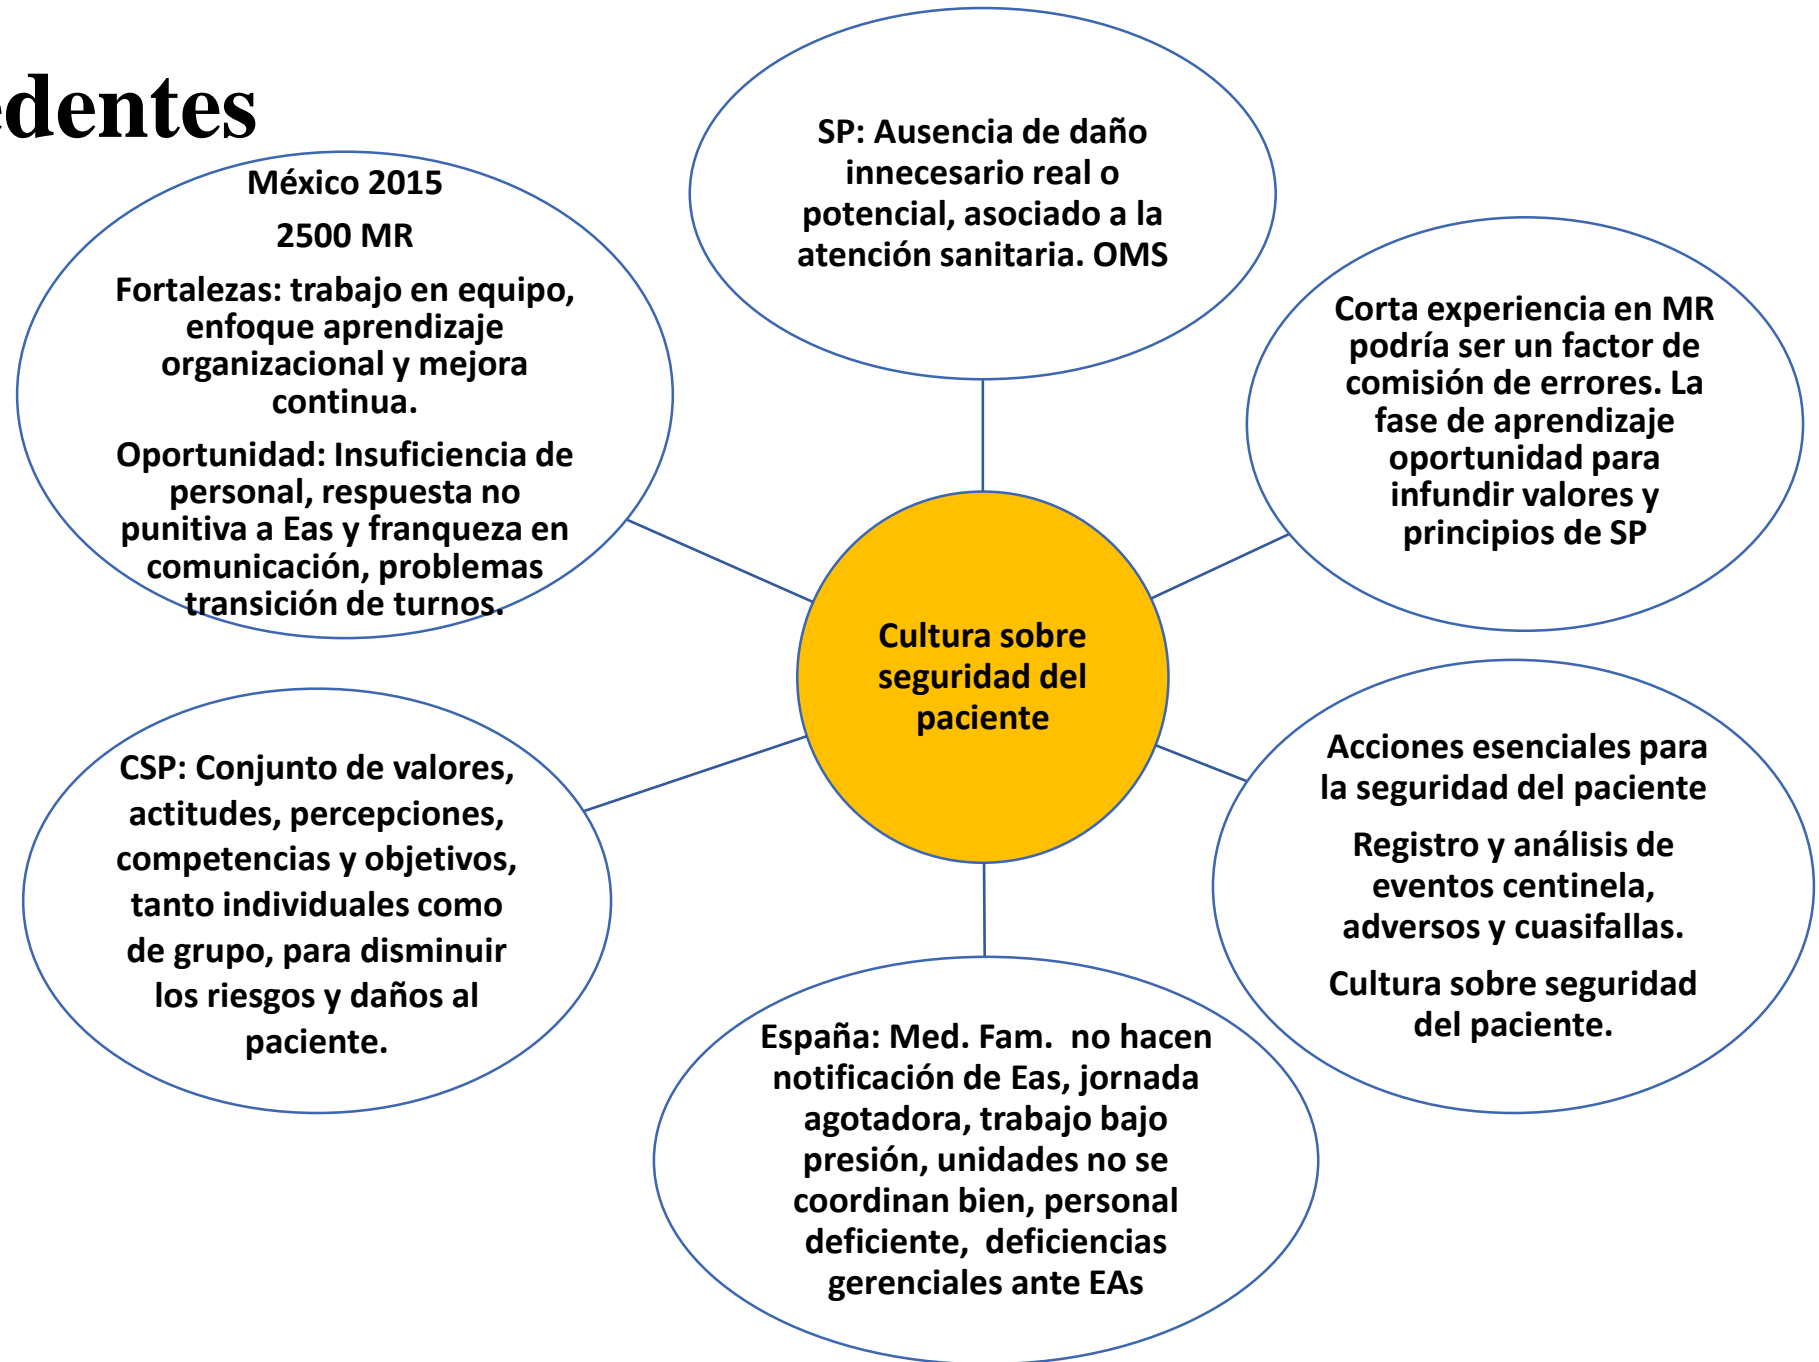 edentes
México 2015
2500 MR
Fortalezas: trabajo en equipo,
enfoque aprendizaje
organizacional y mejora
continua.
Oportunidad: Insuficiencia de
personal, respuesta no
punitiva a Eas y franqueza en
comunicación, problemas
transición de turnos.
SP: Ausencia de daño
innecesario real o
potencial, asociado a la
atención sanitaria. OMS
Corta experiencia en MR
podría ser un factor de
comisión de errores. La
fase de aprendizaje
oportunidad para
infundir valores y
principios de SP
Cultura sobre
seguridad del
paciente
CSP: Conjunto de valores,
actitudes, percepciones,
competencias y objetivos,
tanto individuales como
de grupo, para disminuir
los riesgos y daños al
paciente.
Acciones esenciales para
la seguridad del paciente
Registro y análisis de
eventos centinela,
adversos y cuasifallas.
Cultura sobre seguridad
del paciente.
España: Med. Fam.  no hacen
notificación de Eas, jornada
agotadora, trabajo bajo
presión, unidades no se
coordinan bien, personal
deficiente,  deficiencias
gerenciales ante EAs